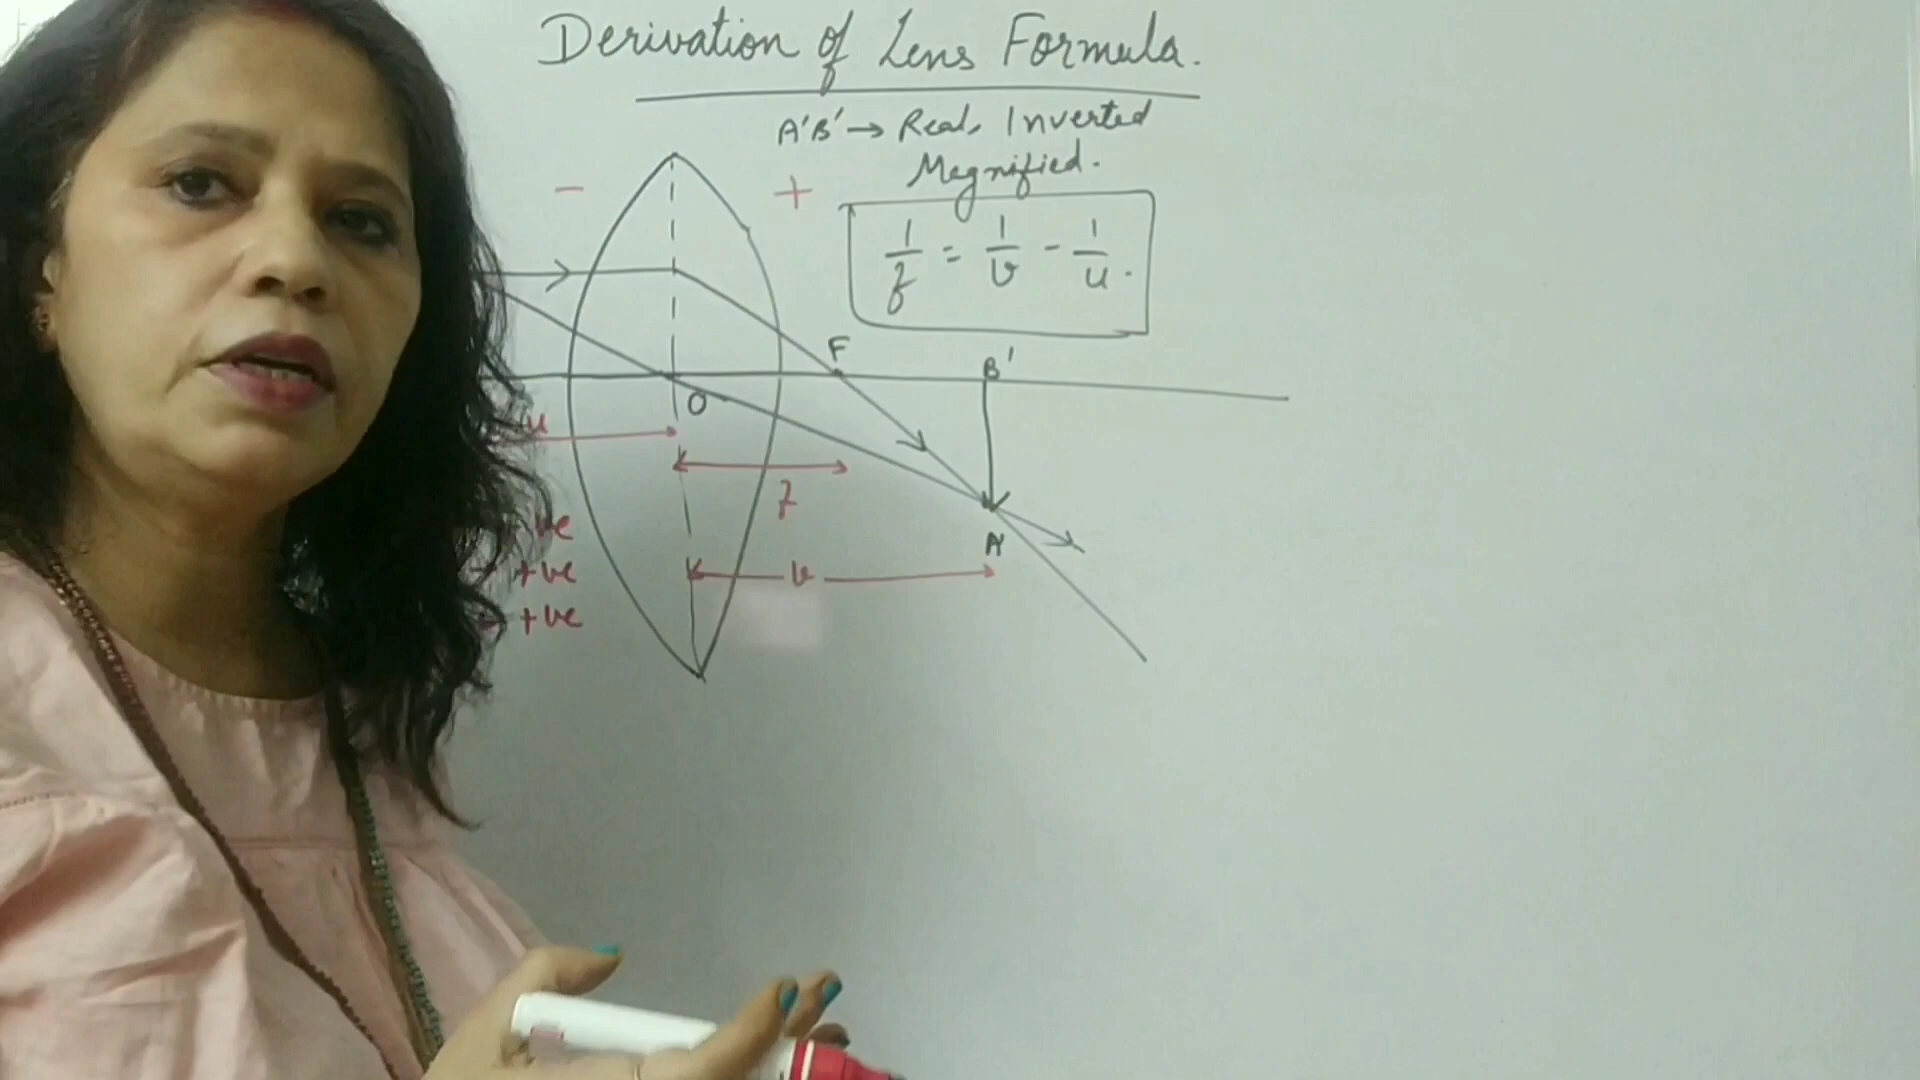 Derivation of Lens Formula.
A'B' → Real, Inverted
Magnified.
- +
1/f = 1/v - 1/u.
F
B'
O
u
f
A'
ve
v
+ve
+ve